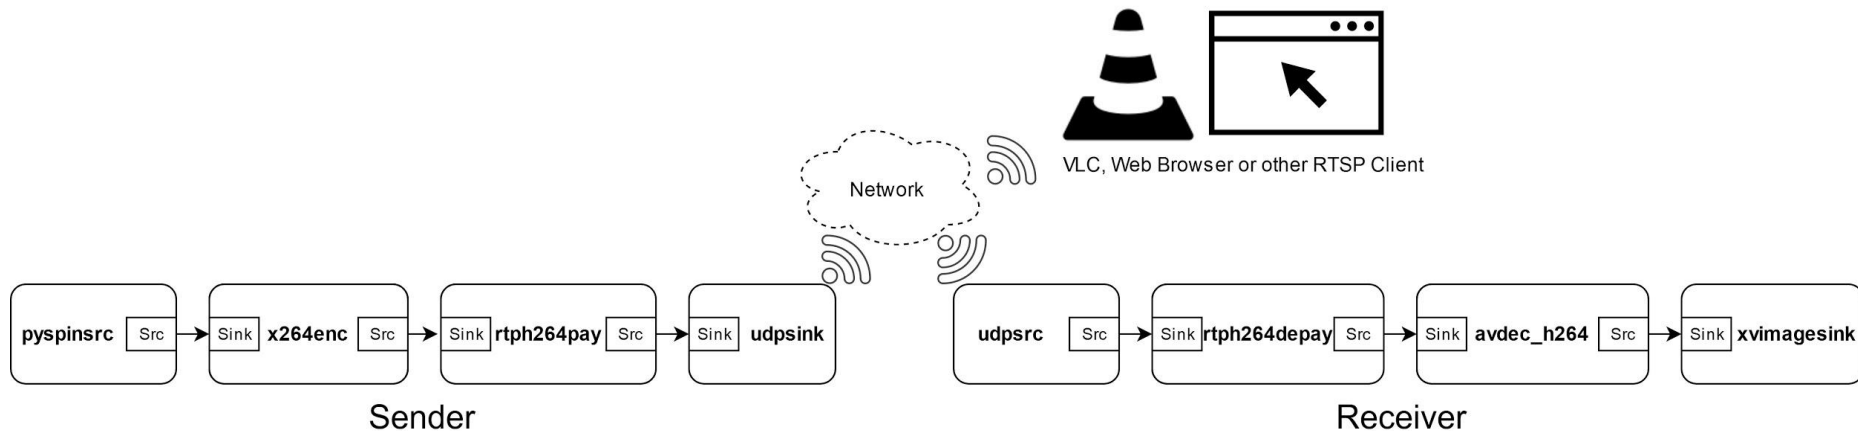 VLC, Web Browser or other RTSP Client
Network
pyspinsrc Src Sink x264enc Src Sink rtph264pay Src Sink udpsink udpsrc Src Sink rtph264depay Src Sink avdec_h264 Src Sink xvimagesink
Sender
Receiver